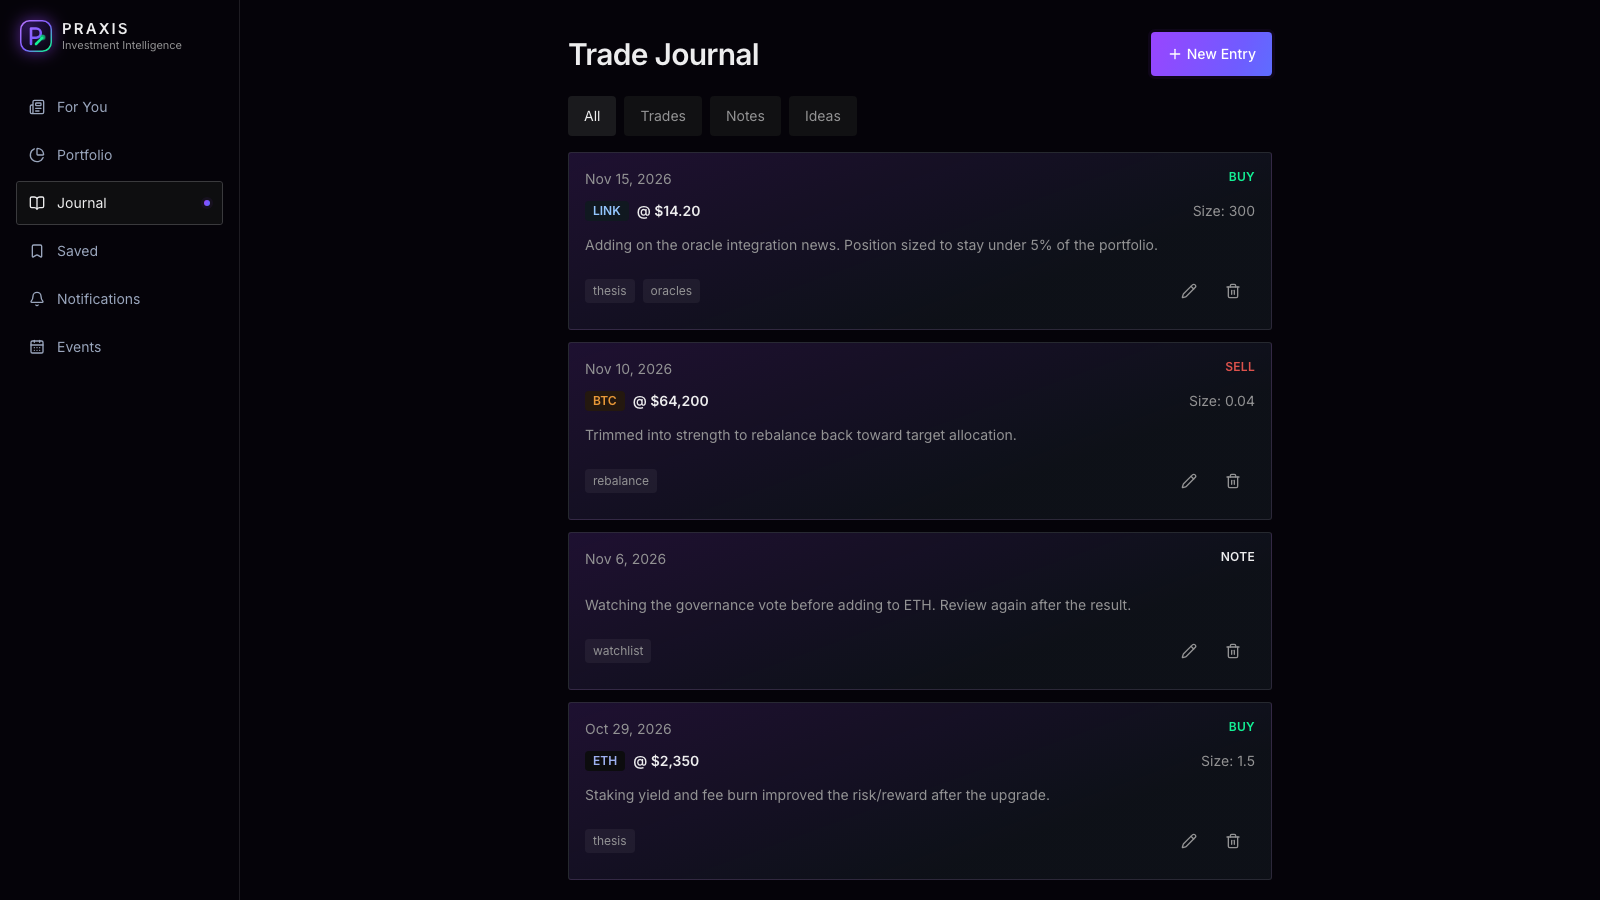 PRAXIS
Investment Intelligence
For You
Portfolio
Journal
Saved
Notifications
Events
Trade Journal
New Entry
All Trades Notes Ideas
Nov 15, 2026 BUY
LINK @ $14.20 Size: 300
Adding on the oracle integration news. Position sized to stay under 5% of the portfolio.
thesis oracles
Nov 10, 2026 SELL
BTC @ $64,200 Size: 0.04
Trimmed into strength to rebalance back toward target allocation.
rebalance
Nov 6, 2026 NOTE
Watching the governance vote before adding to ETH. Review again after the result.
watchlist
Oct 29, 2026 BUY
ETH @ $2,350 Size: 1.5
Staking yield and fee burn improved the risk/reward after the upgrade.
thesis